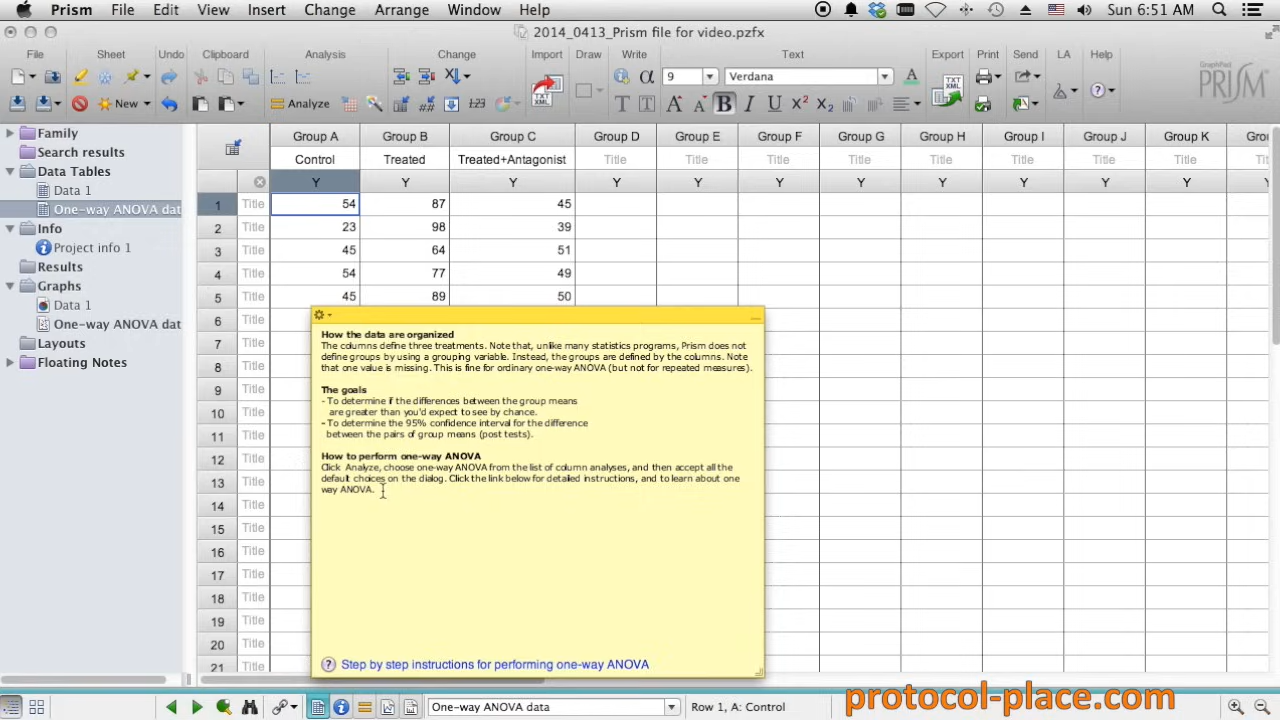 Prism File Edit View Insert Change Arrange Window Help Sun 6:51 AM
2014_0413_Prism file for video.pzfx
File Sheet Undo Clipboard Analysis Change Import Draw Write Text Export Print Send LA Help
9 Verdana A
GraphPad PRISM
New Analyze 123 T T A A B I U X² X₂
Family
Search results
Data Tables
Data 1
One-way ANOVA dat
Info
Project info 1
Results
Graphs
Data 1
One-way ANOVA dat
Layouts
Floating Notes
Group A Group B Group C Group D Group E Group F Group G Group H Group I Group J Group K Gro
Control Treated Treated+Antagonist Title Title Title Title Title Title Title Title
Y Y Y Y Y Y Y Y Y Y Y
1 Title 54 87 45
2 Title 23 98 39
3 Title 45 64 51
4 Title 54 77 49
5 Title 45 89 50
6 Title
7 Title
8 Title
9 Title
10 Title
11 Title
12 Title
13 Title
14 Title
15 Title
16 Title
17 Title
18 Title
19 Title
20 Title
21 Title
How the data are organized
The columns define three treatments. Note that, unlike many statistics programs, Prism does not
define groups by using a grouping variable. Instead, the groups are defined by the columns. Note
that one value is missing. This is fine for ordinary one-way ANOVA (but not for repeated measures).
The goals
- To determine if the differences between the group means
are greater than you'd expect to see by chance.
- To determine the 95% confidence interval for the difference
between the pairs of group means (post tests).
How to perform one-way ANOVA
Click Analyze, choose one-way ANOVA from the list of column analyses, and then accept all the
default choices on the dialog. Click the link below for detailed instructions, and to learn about one
way ANOVA.
Step by step instructions for performing one-way ANOVA
One-way ANOVA data
Row 1, A: Control
protocol-place.com